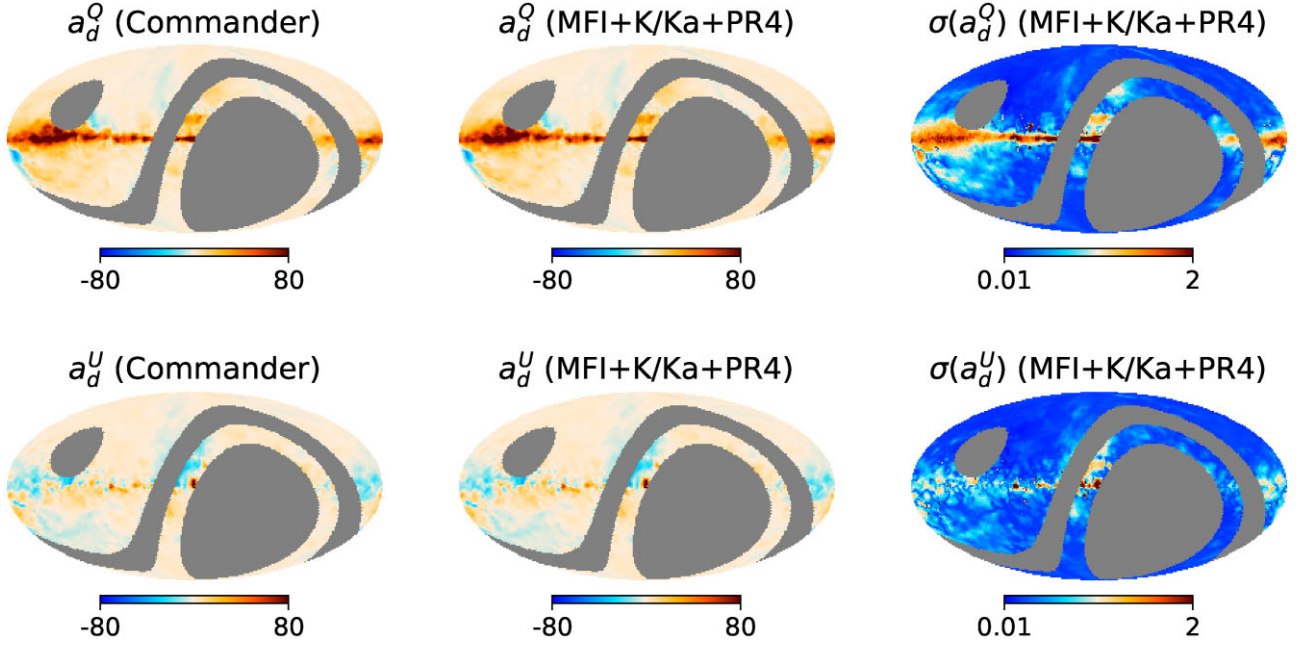 a_d^Q (Commander) a_d^Q (MFI+K/Ka+PR4) σ(a_d^Q) (MFI+K/Ka+PR4)
-80 80 -80 80 0.01 2
a_d^U (Commander) a_d^U (MFI+K/Ka+PR4) σ(a_d^U) (MFI+K/Ka+PR4)
-80 80 -80 80 0.01 2